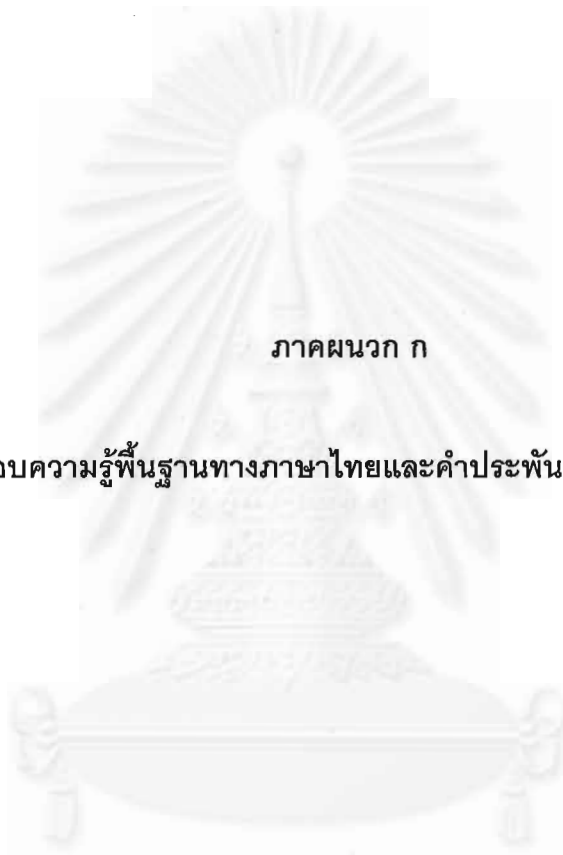 ภาคผนวก ก
อบความรู้พื้นฐานทางภาษาไทยและคำประพัน